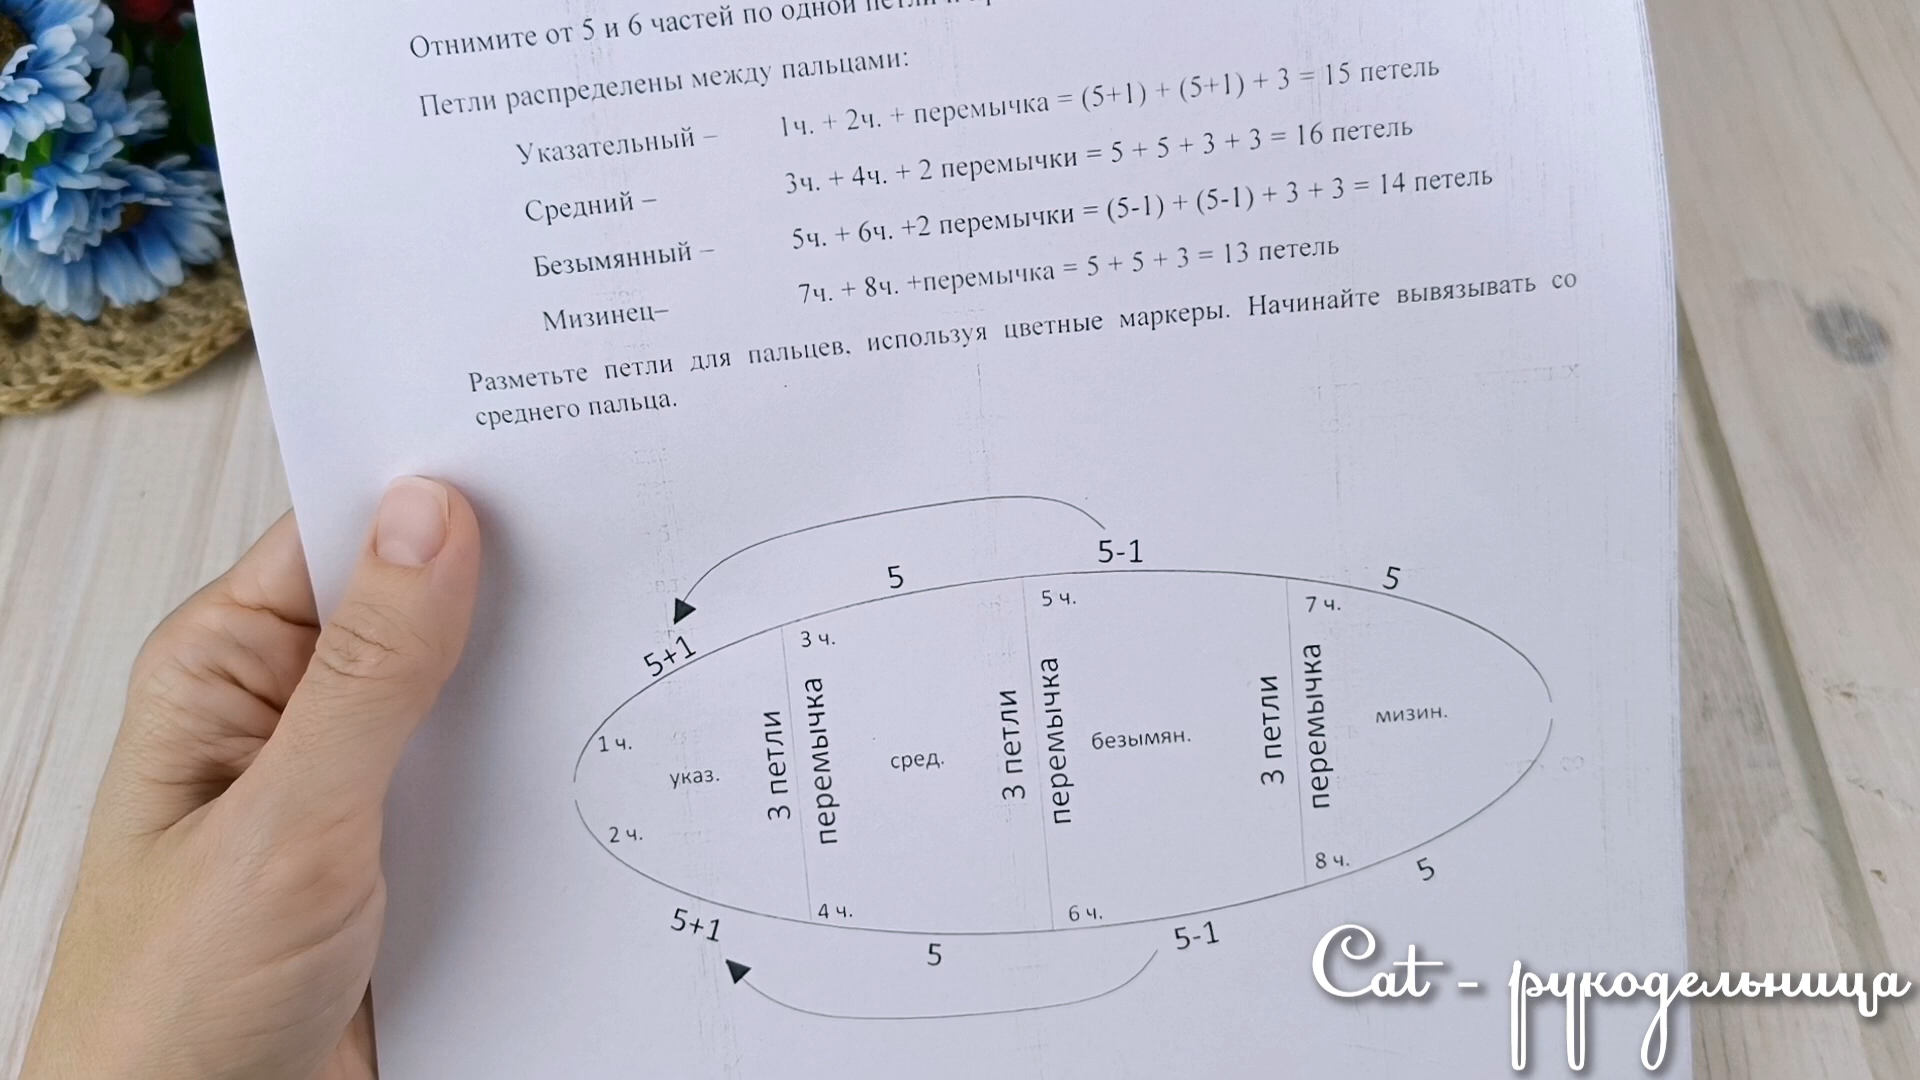 Отнимите от 5 и 6 частей по одной петли и
Петли распределены между пальцами:
Указательный – 1ч. + 2ч. + перемычка = (5+1) + (5+1) + 3 = 15 петель
Средний – 3ч. + 4ч. + 2 перемычки = 5 + 5 + 3 + 3 = 16 петель
Безымянный – 5ч. + 6ч. +2 перемычки = (5-1) + (5-1) + 3 + 3 = 14 петель
Мизинец– 7ч. + 8ч. +перемычка = 5 + 5 + 3 = 13 петель
Разметьте петли для пальцев, используя цветные маркеры. Начинайте вывязывать со
среднего пальца.
5+1
5
5-1
5
1 ч.
3 ч.
5 ч.
7 ч.
указ.
3 петли
перемычка
сред.
3 петли
перемычка
безымян.
3 петли
перемычка
мизин.
2 ч.
4 ч.
6 ч.
8 ч.
5+1
5
5-1
5
Cat - рукодельница